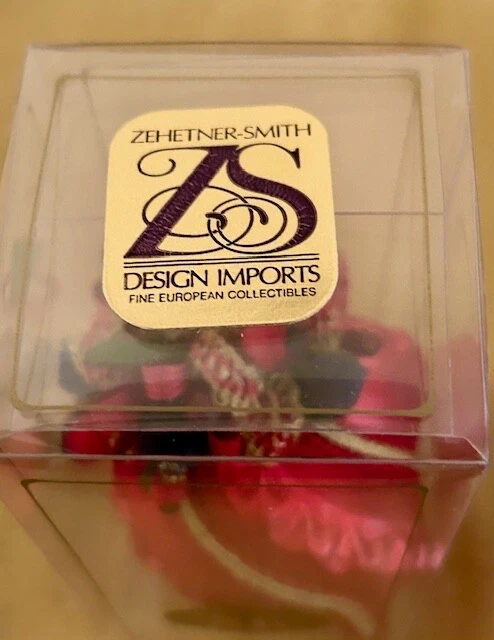 ZEHETNER-SMITH
ZS
DESIGN IMPORTS
FINE EUROPEAN COLLECTIBLES